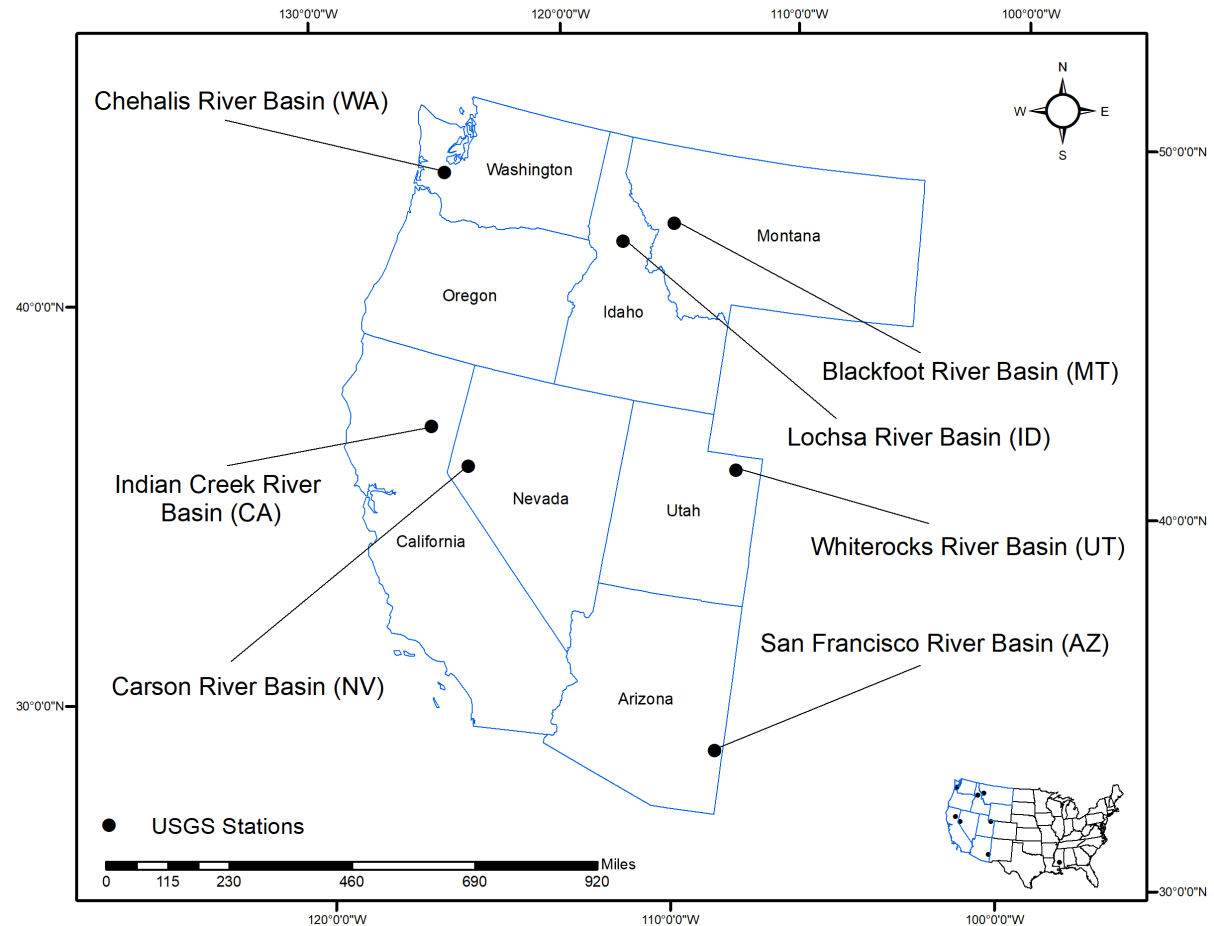 130°0'0"W
120°0'0"W
110°0'0"W
100°0'0"W
N
W
E
S
Chehalis River Basin (WA)
Washington
50°0'0"N
Montana
Oregon
Idaho
40°0'0"N
Blackfoot River Basin (MT)
Lochsa River Basin (ID)
Indian Creek River
Basin (CA)
Nevada
Utah
40°0'0"N
California
Whiterocks River Basin (UT)
San Francisco River Basin (AZ)
Carson River Basin (NV)
Arizona
30°0'0"N
USGS Stations
Miles
0 115 230 460 690 920
30°0'0"N
120°0'0"W
110°0'0"W
100°0'0"W